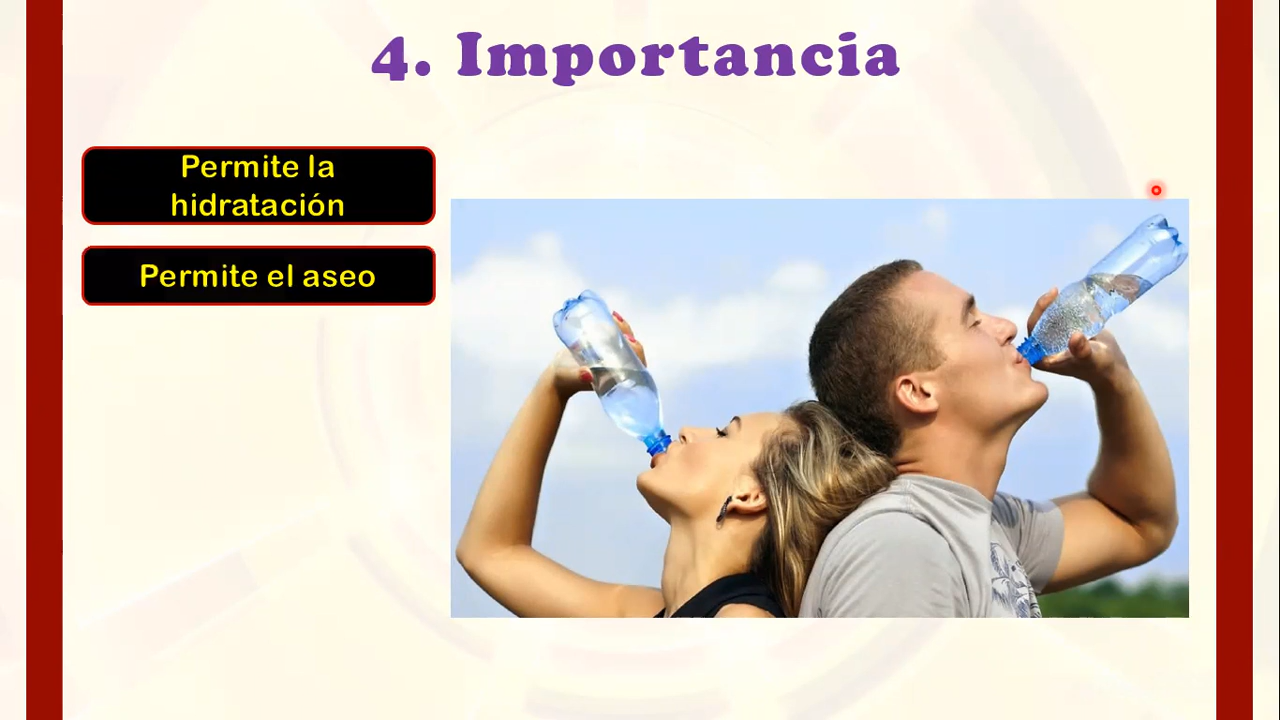 4. Importancia
Permite la
hidratación
Permite el aseo